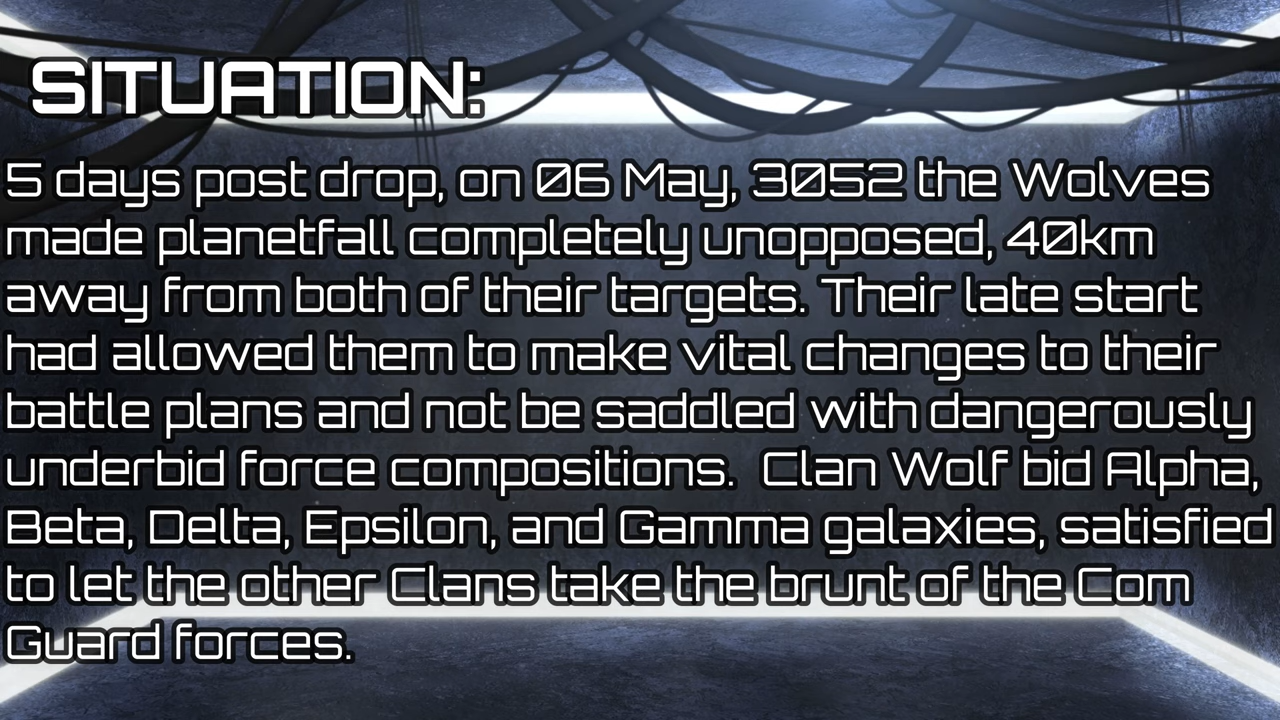 SITUATION:
5 days post drop, on 06 May, 3052 the Wolves
made planetfall completely unopposed, 40km
away from both of their targets. Their late start
had allowed them to make vital changes to their
battle plans and not be saddled with dangerously
underbid force compositions.  Clan Wolf bid Alpha,
Beta, Delta, Epsilon, and Gamma galaxies, satisfied
to let the other Clans take the brunt of the Com
Guard forces.